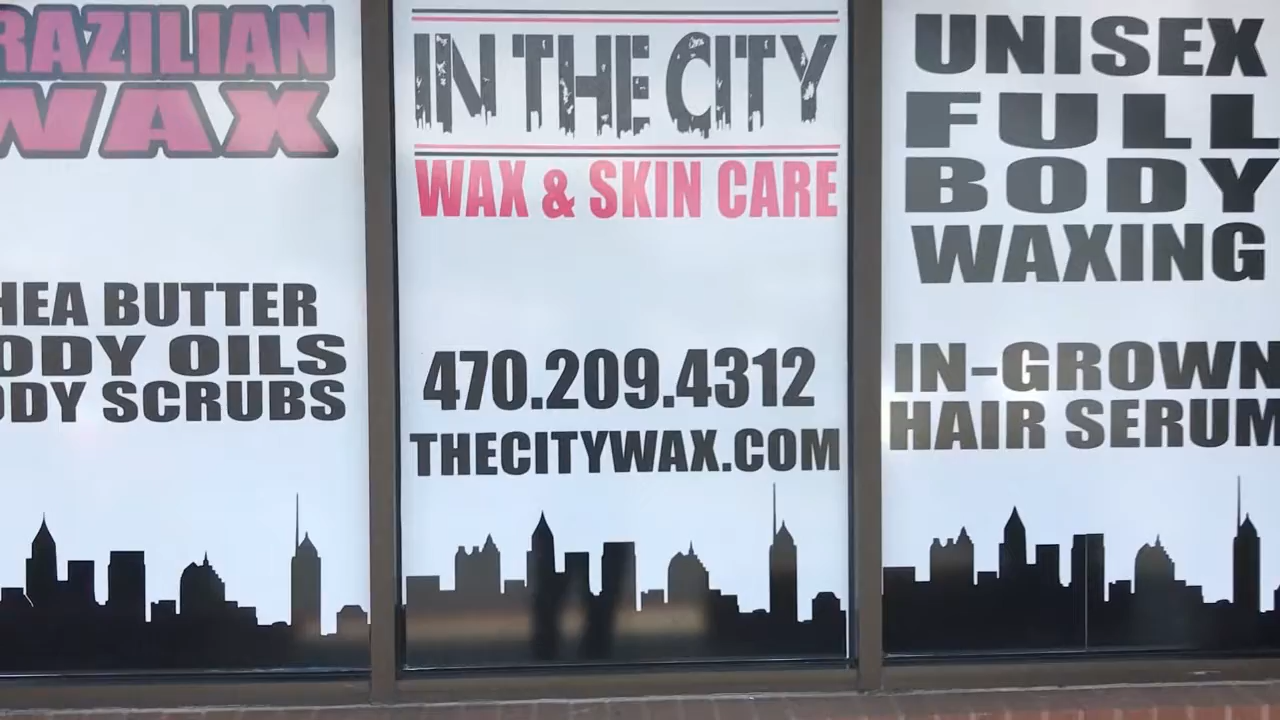 RAZILIAN
WAX
HEA BUTTER
ODY OILS
ODY SCRUBS
IN THE CITY
WAX & SKIN CARE
470.209.4312
THECITYWAX.COM
UNISEX
FULL
BODY
WAXING
IN-GROWN
HAIR SERUM